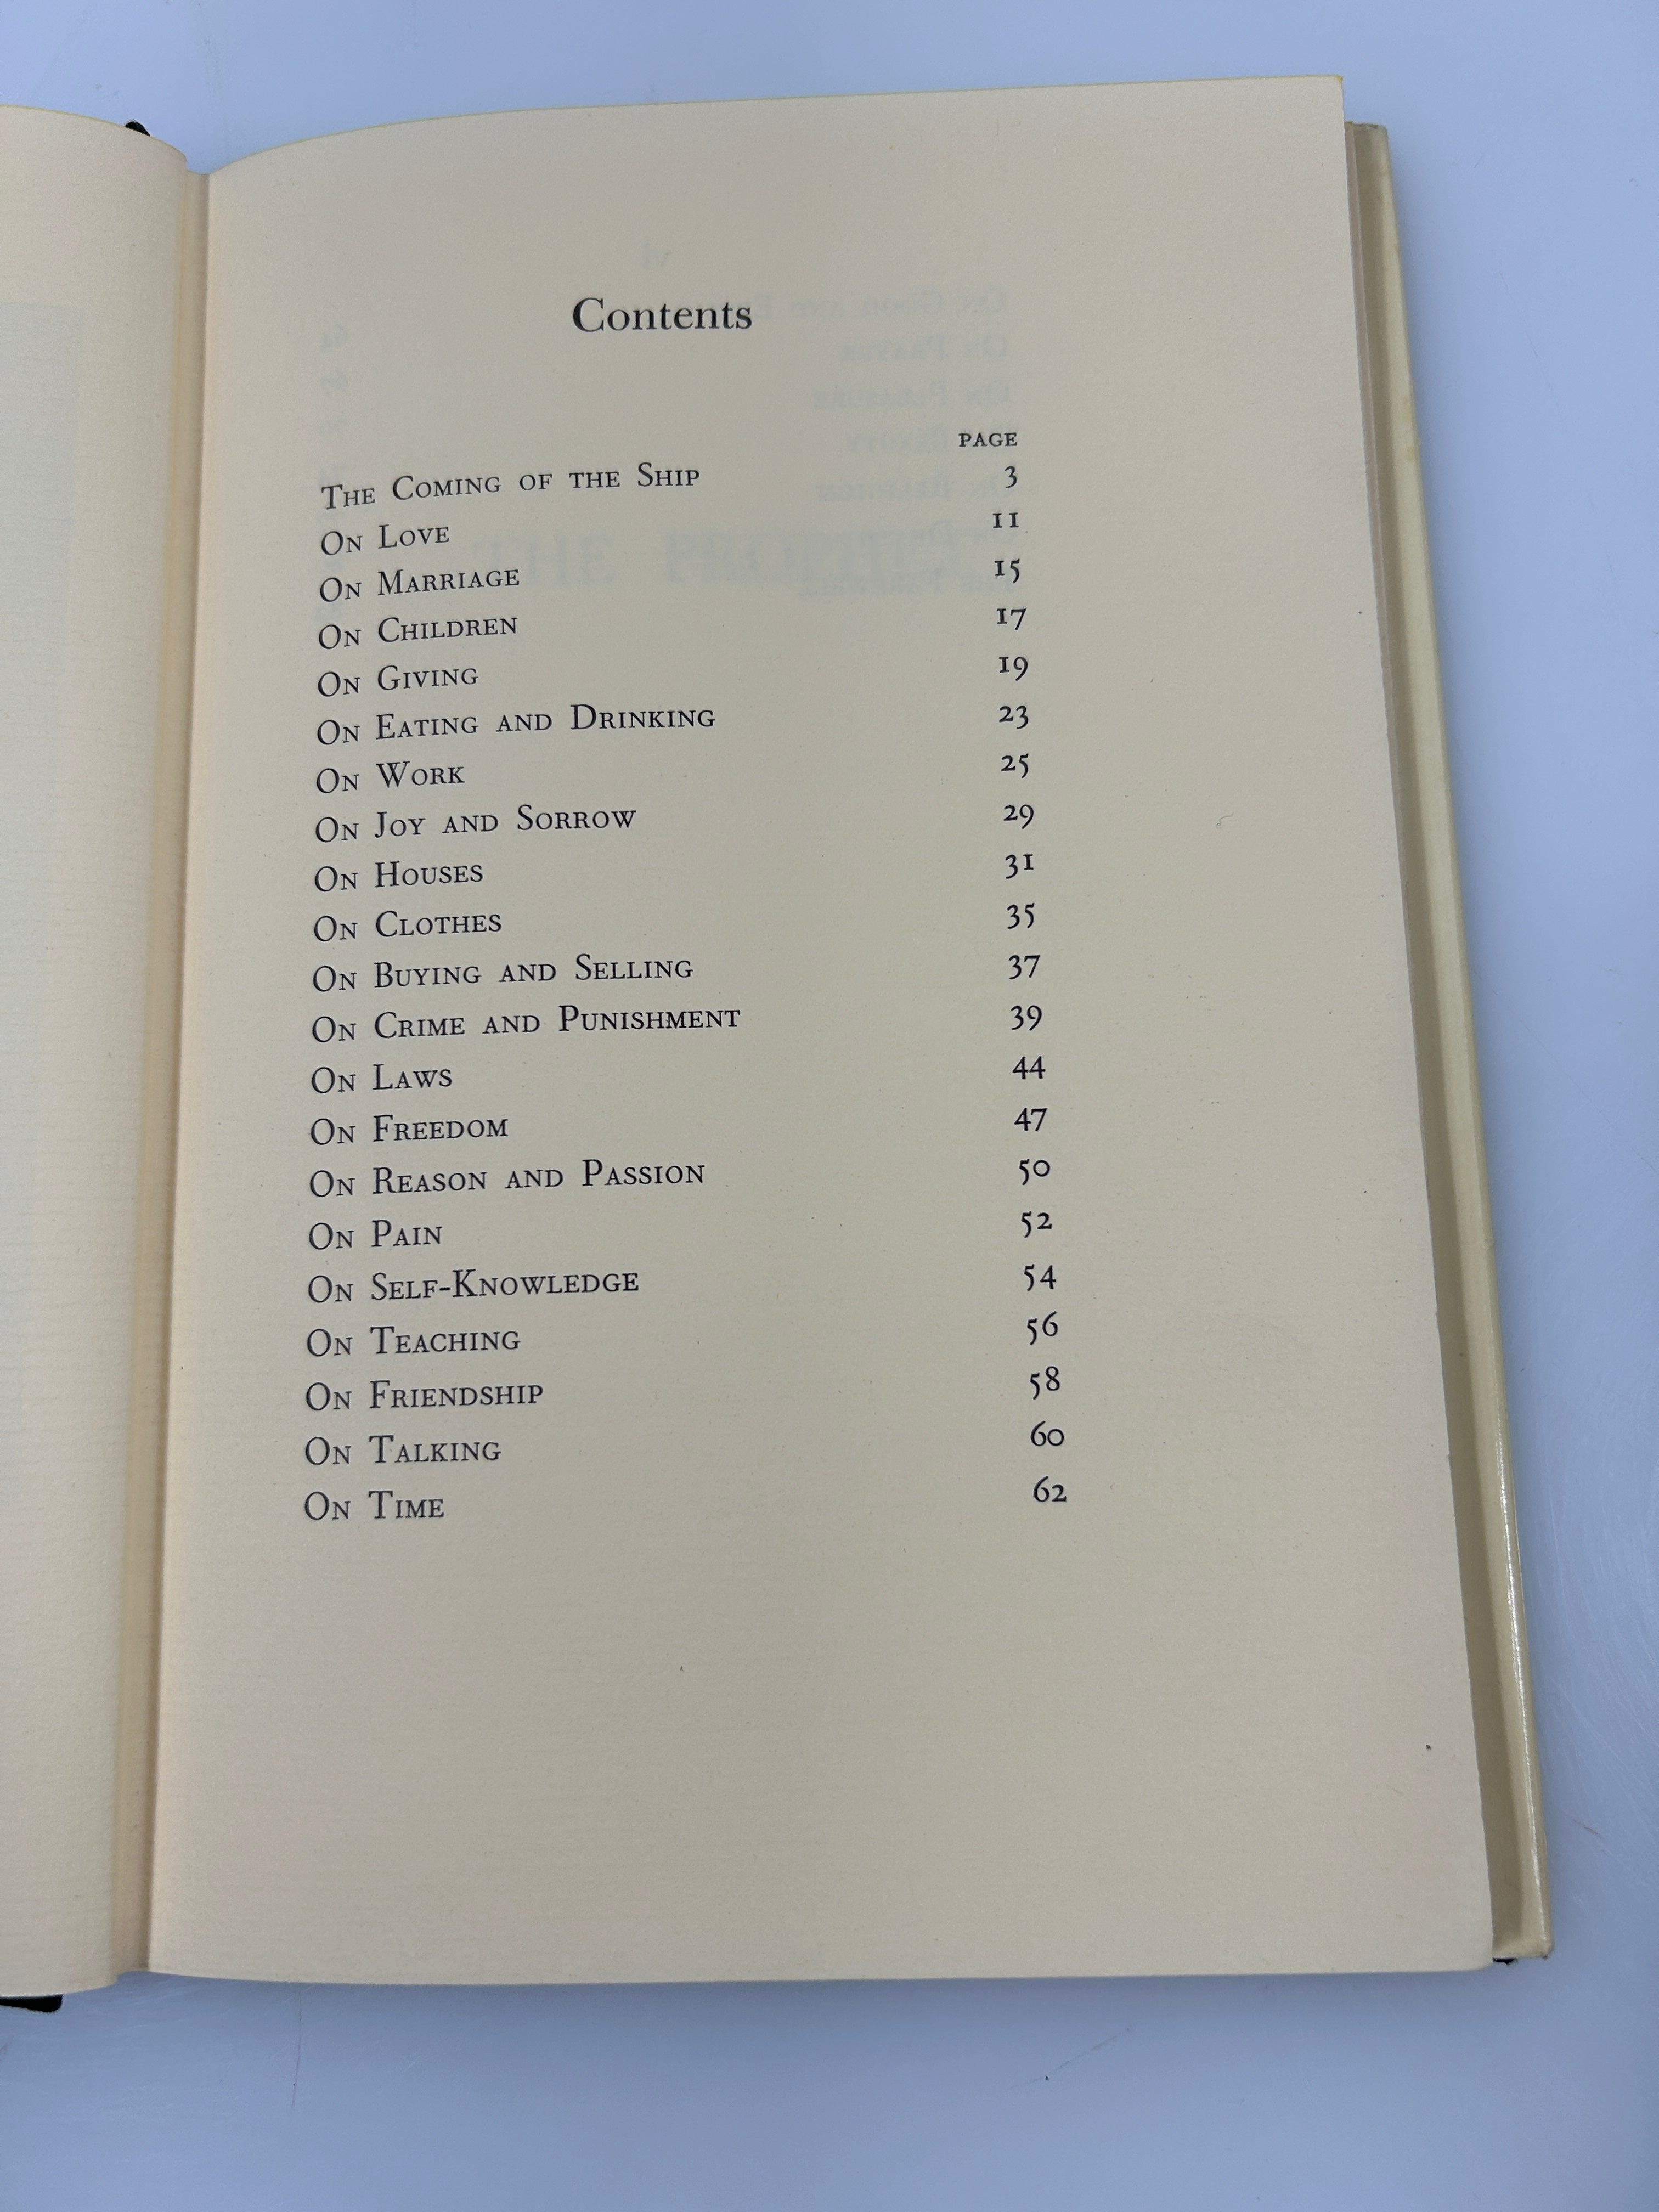 Contents
PAGE
The Coming of the Ship 3
On Love 11
On Marriage 15
On Children 17
On Giving 19
On Eating and Drinking 23
On Work 25
On Joy and Sorrow 29
On Houses 31
On Clothes 35
On Buying and Selling 37
On Crime and Punishment 39
On Laws 44
On Freedom 47
On Reason and Passion 50
On Pain 52
On Self-Knowledge 54
On Teaching 56
On Friendship 58
On Talking 60
On Time 62